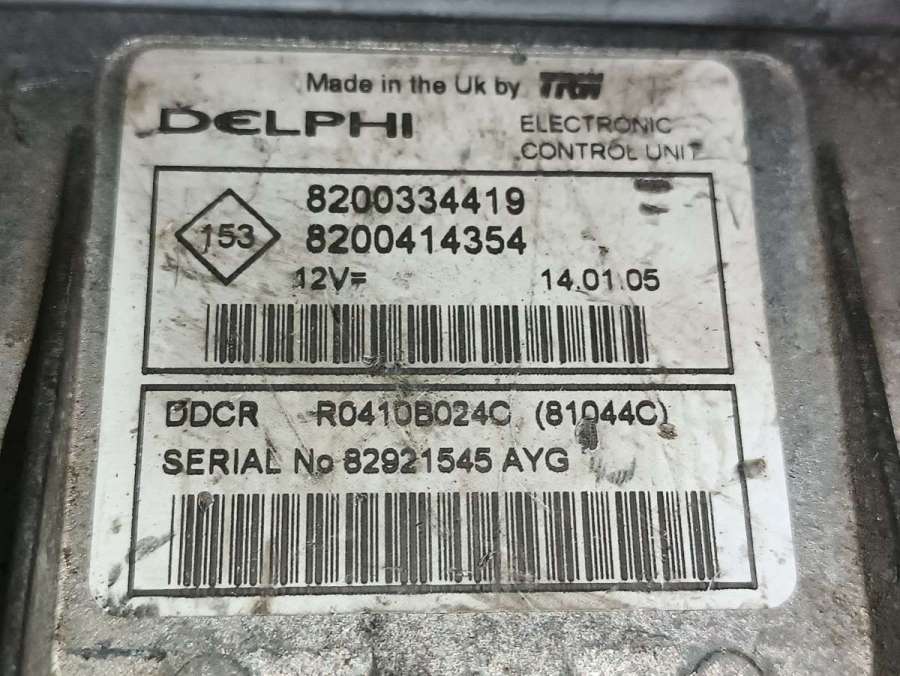 Made in the Uk by TRW
DELPHI ELECTRONIC
CONTROL UNIT
153
8200334419
8200414354
12V= 14.01.05
DDCR R0410B024C (81044C)
SERIAL No 82921545 AYG